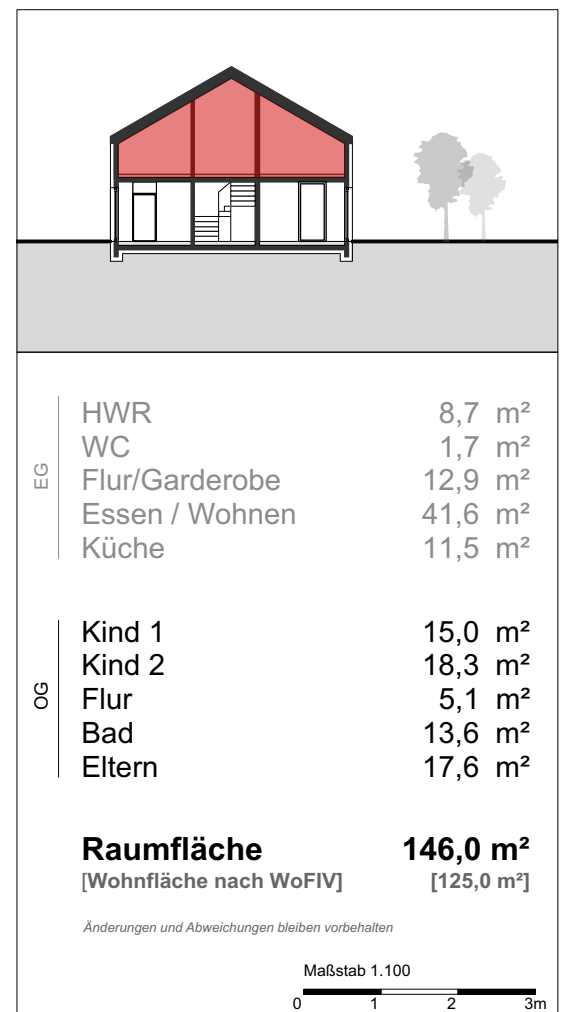 EG
HWR 8,7 m²
WC 1,7 m²
Flur/Garderobe 12,9 m²
Essen / Wohnen 41,6 m²
Küche 11,5 m²
OG
Kind 1 15,0 m²
Kind 2 18,3 m²
Flur 5,1 m²
Bad 13,6 m²
Eltern 17,6 m²
Raumfläche 146,0 m²
[Wohnfläche nach WoFlV] [125,0 m²]
Änderungen und Abweichungen bleiben vorbehalten
Maßstab 1.100
0 1 2 3m